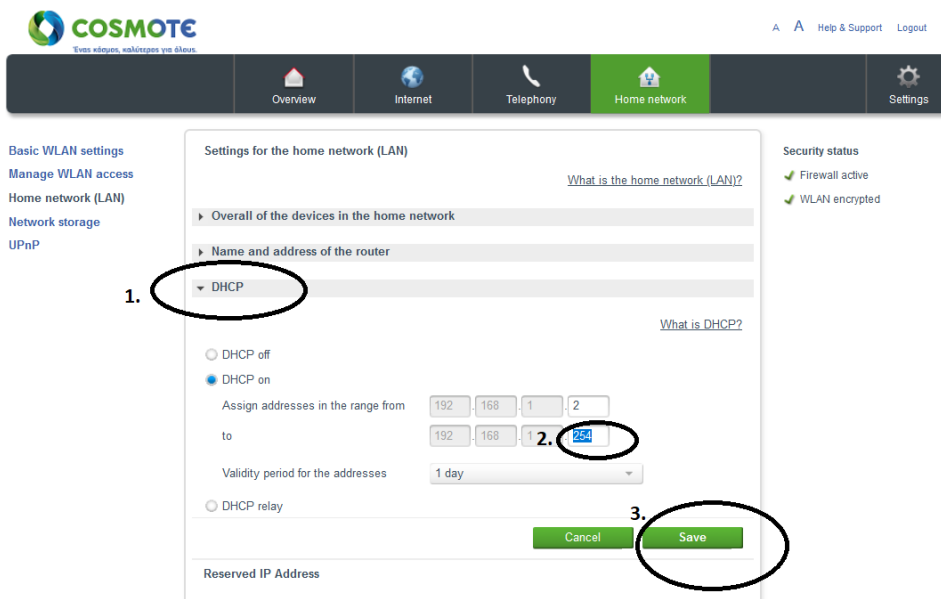 COSMOTE
Ένας κόσμος, καλύτερος για όλους.
A A Help & Support Logout
Overview Internet Telephony Home network Settings
Basic WLAN settings
Manage WLAN access
Home network (LAN)
Network storage
UPnP
Settings for the home network (LAN)
What is the home network (LAN)?
Overall of the devices in the home network
Name and address of the router
1. DHCP
What is DHCP?
DHCP off
DHCP on
Assign addresses in the range from 192 . 168 . 1 . 2
to 192 . 168 . 1 2. 254
Validity period for the addresses 1 day
DHCP relay
3.
Cancel Save
Reserved IP Address
Security status
Firewall active
WLAN encrypted